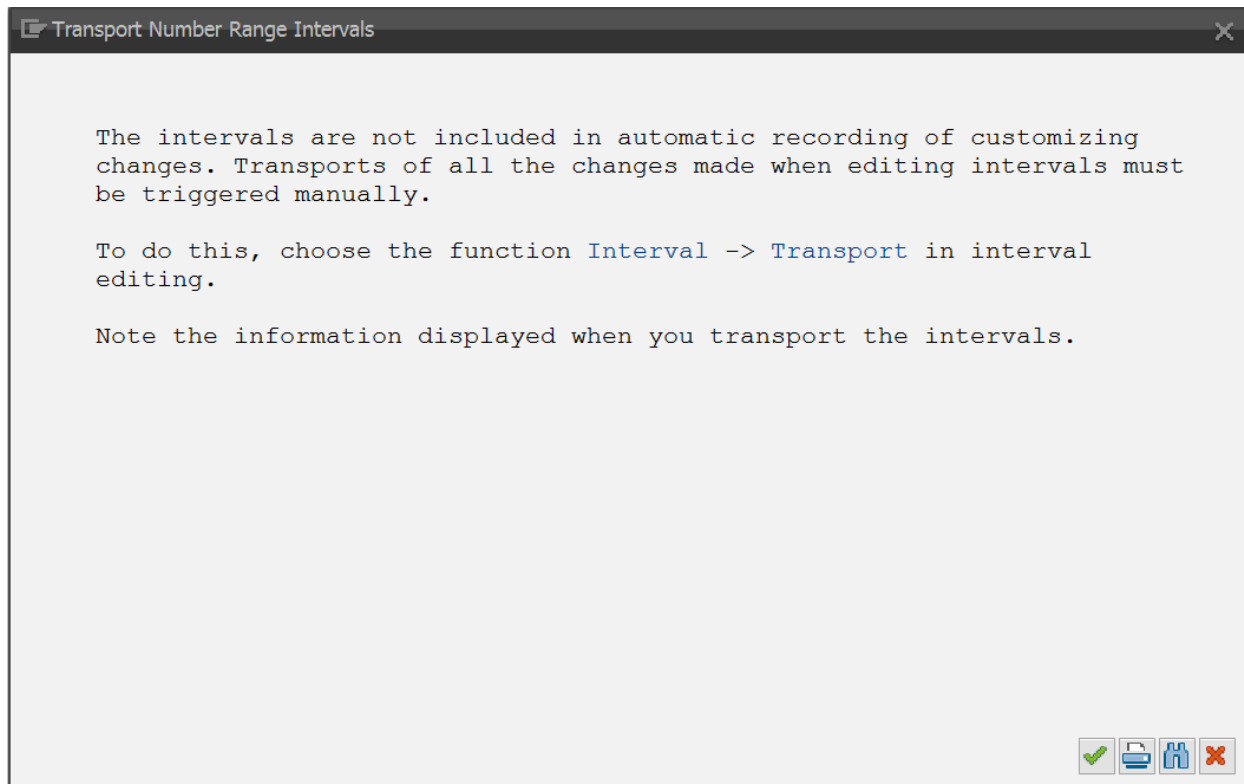 Transport Number Range Intervals
The intervals are not included in automatic recording of customizing
changes. Transports of all the changes made when editing intervals must
be triggered manually.
To do this, choose the function Interval -> Transport in interval
editing.
Note the information displayed when you transport the intervals.